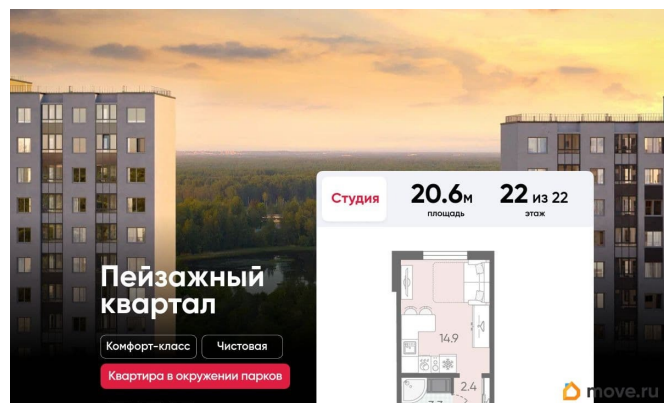 Студия
20.6м
площадь
22 из 22
этаж
Пейзажный
квартал
Комфорт-класс
Чистовая
Квартира в окружении парков
14.9
2.4
move.ru